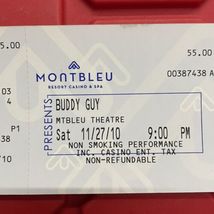 55.00
55.00
MONTBLEU
RESORT CASINO & SPA
00387438 A
03
4
PRESENTS
BUDDY GUY
MTBLEU THEATRE
P1
38
Sat 11/27/10 9:00 PM
NON SMOKING PERFORMANCE
INC. CASINO ENT, TAX
NON-REFUNDABLE